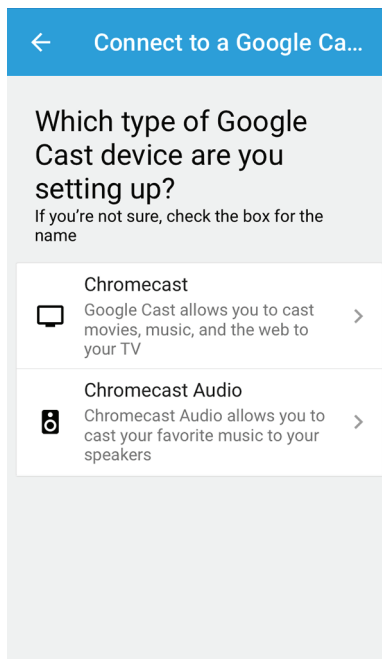 Connect to a Google Ca...
Which type of Google
Cast device are you
setting up?
If you’re not sure, check the box for the
name
Chromecast
Google Cast allows you to cast
movies, music, and the web to
your TV
Chromecast Audio
Chromecast Audio allows you to
cast your favorite music to your
speakers